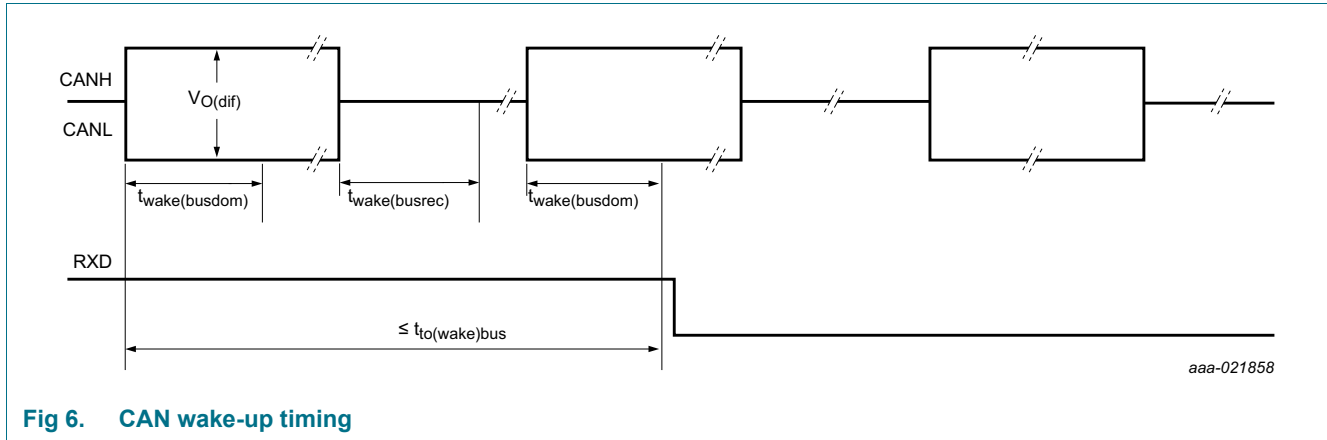 CANH
V_O(dif)
CANL
t_wake(busdom)
t_wake(busrec)
t_wake(busdom)
RXD
≤ t_to(wake)bus
aaa-021858
Fig 6. CAN wake-up timing